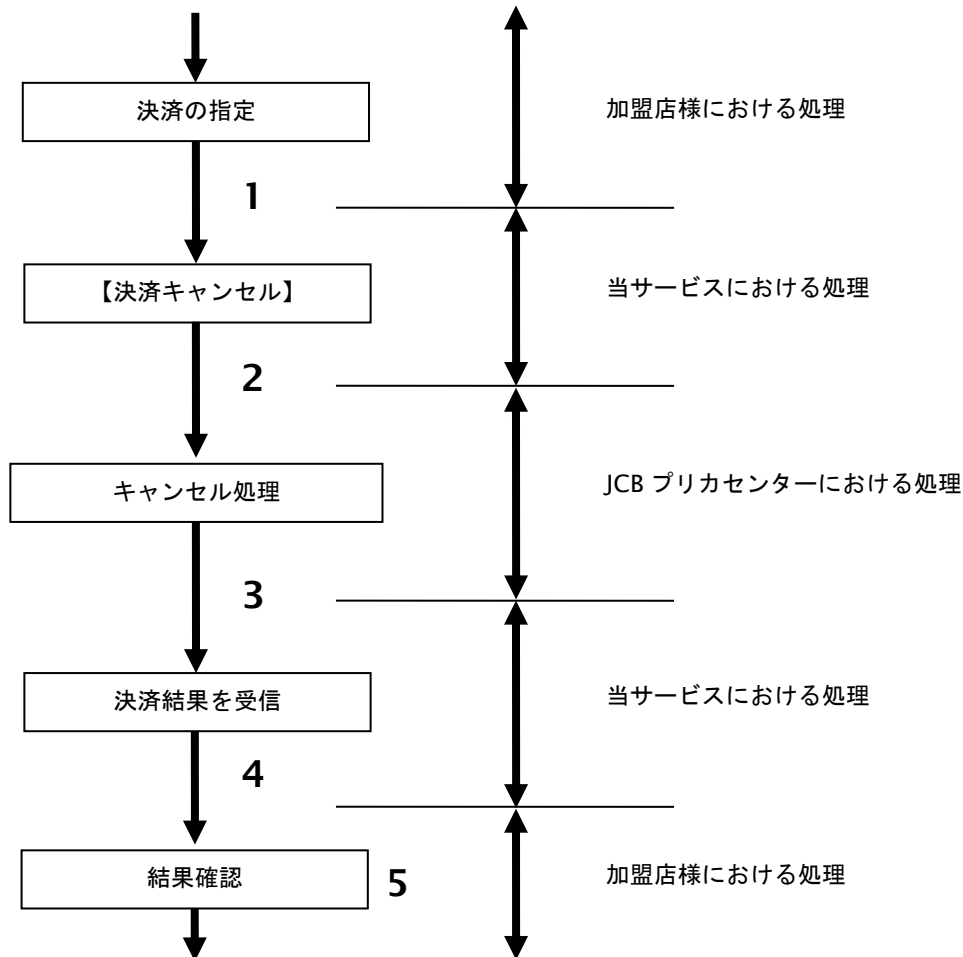 決済の指定
加盟店様における処理
1
【決済キャンセル】
当サービスにおける処理
2
キャンセル処理
JCB プリカセンターにおける処理
3
決済結果を受信
当サービスにおける処理
4
結果確認
5
加盟店様における処理